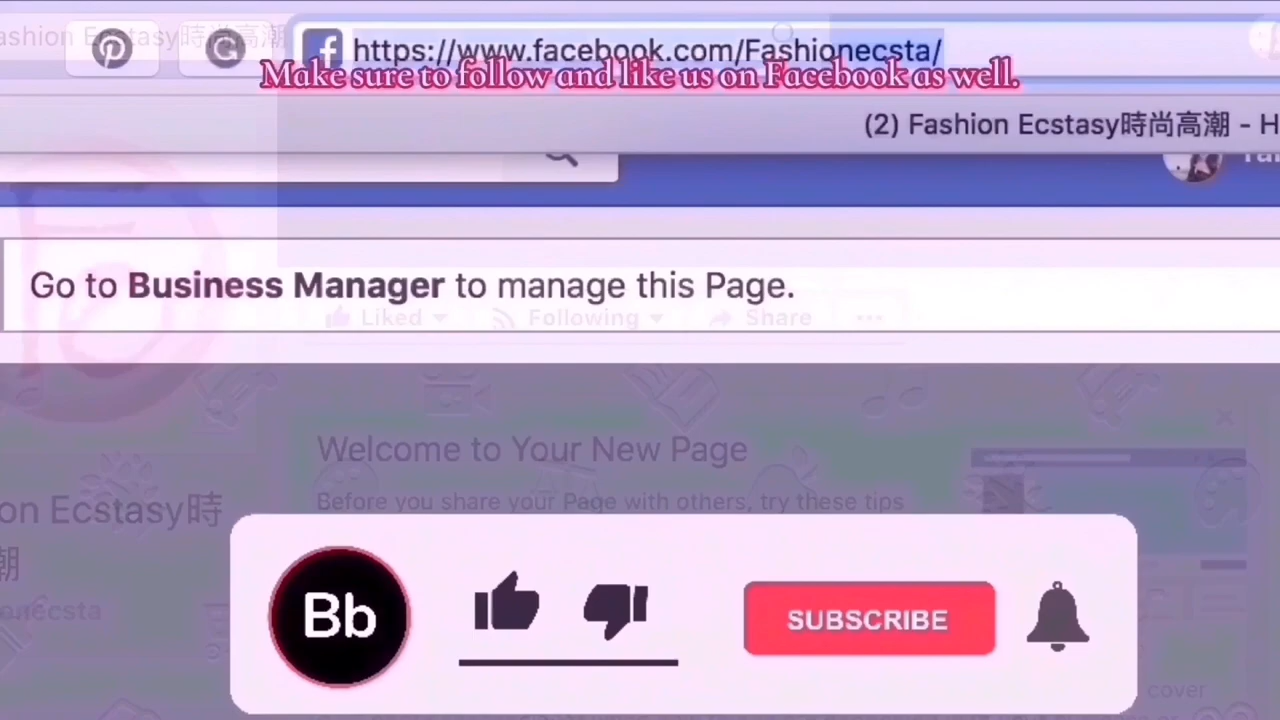 ashion Ecstasy時尚高潮
https://www.facebook.com/Fashionecsta/
Make sure to follow and like us on Facebook as well.
(2) Fashion Ecstasy時尚高潮 - H
Go to Business Manager to manage this Page.
Liked Following Share
Welcome to Your New Page
Before you share your Page with others, try these tips
on Ecstasy時
潮
onecsta
Bb
SUBSCRIBE
cover